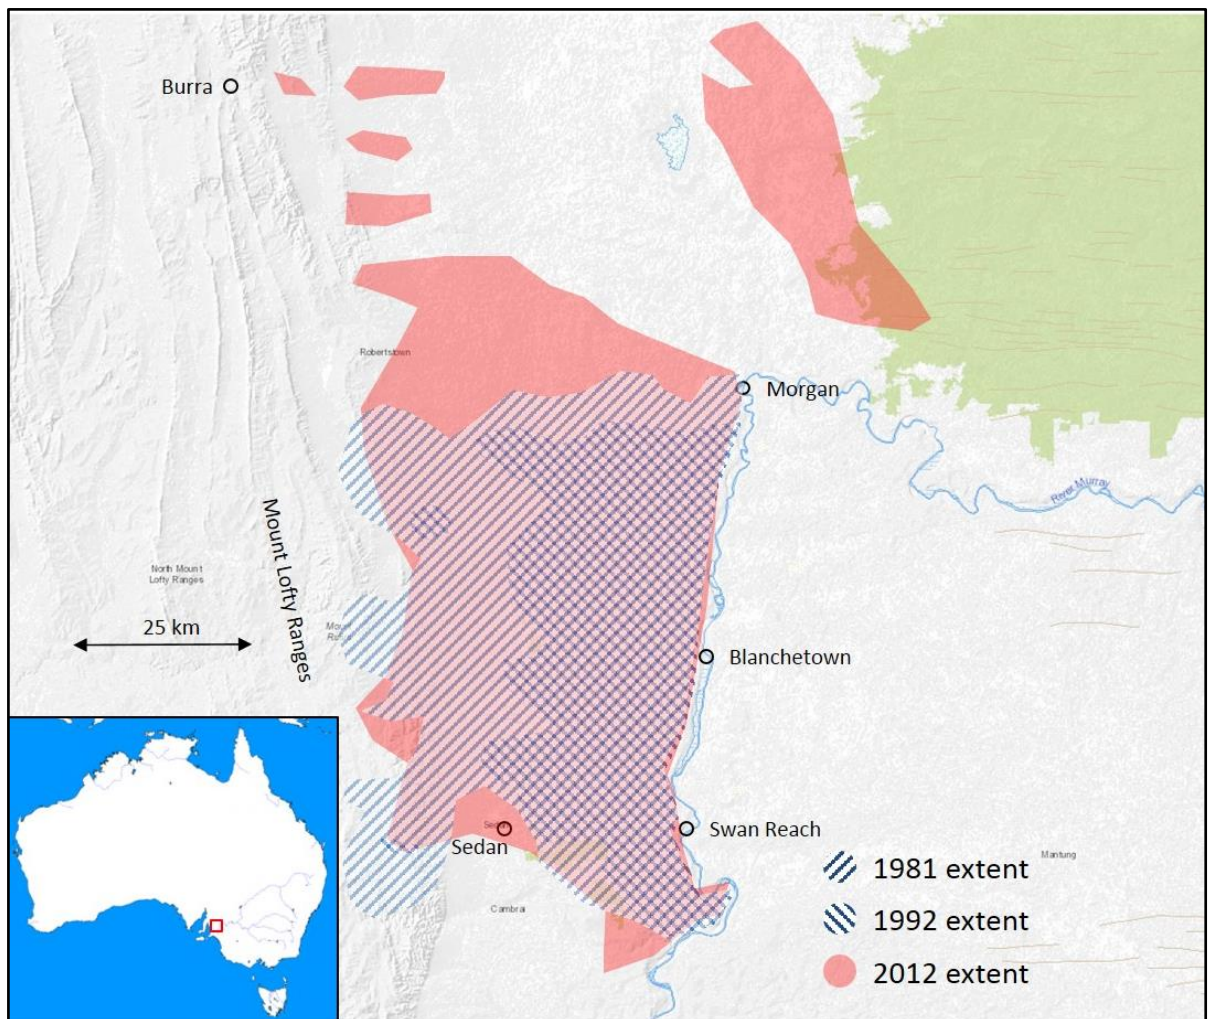 Burra
Robertstown
Morgan
River Murray
Mount Lofty Ranges
North Mount
Lofty Ranges
25 km
Blanchetown
Swan Reach
Sedan
Cambrai
Mantung
1981 extent
1992 extent
2012 extent